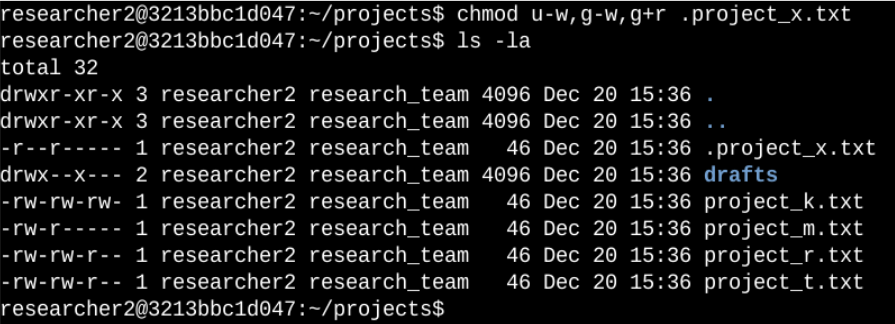 researcher2@3213bbc1d047:~/projects$ chmod u-w,g-w,g+r .project_x.txt
researcher2@3213bbc1d047:~/projects$ ls -la
total 32
drwxr-xr-x 3 researcher2 research_team 4096 Dec 20 15:36 .
drwxr-xr-x 3 researcher2 research_team 4096 Dec 20 15:36 ..
-r--r----- 1 researcher2 research_team   46 Dec 20 15:36 .project_x.txt
drwx--x--- 2 researcher2 research_team 4096 Dec 20 15:36 drafts
-rw-rw-rw- 1 researcher2 research_team   46 Dec 20 15:36 project_k.txt
-rw-r----- 1 researcher2 research_team   46 Dec 20 15:36 project_m.txt
-rw-rw-r-- 1 researcher2 research_team   46 Dec 20 15:36 project_r.txt
-rw-rw-r-- 1 researcher2 research_team   46 Dec 20 15:36 project_t.txt
researcher2@3213bbc1d047:~/projects$